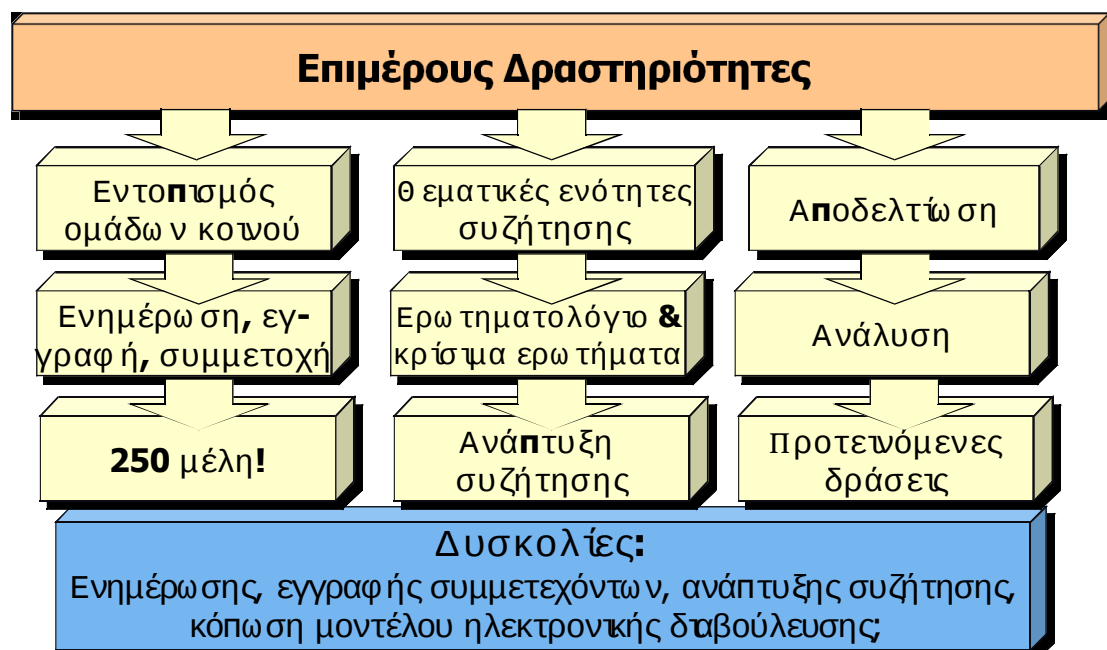 Επιμέρους Δραστηριότητες
Εντοπισμός
ομάδων κοινού
Ενημέρωση, εγ-
γραφή, συμμετοχή
250 μέλη!
Θεματικές ενότητες
συζήτησης
Ερωτηματολόγιο &
κρίσιμα ερωτήματα
Ανάπτυξη
συζήτησης
Αποδελτίωση
Ανάλυση
Προτεινόμενες
δράσεις
Δυσκολίες:
Ενημέρωσης, εγγραφής συμμετεχόντων, ανάπτυξης συζήτησης,
κόπωση μοντέλου ηλεκτρονικής διαβούλευσης;